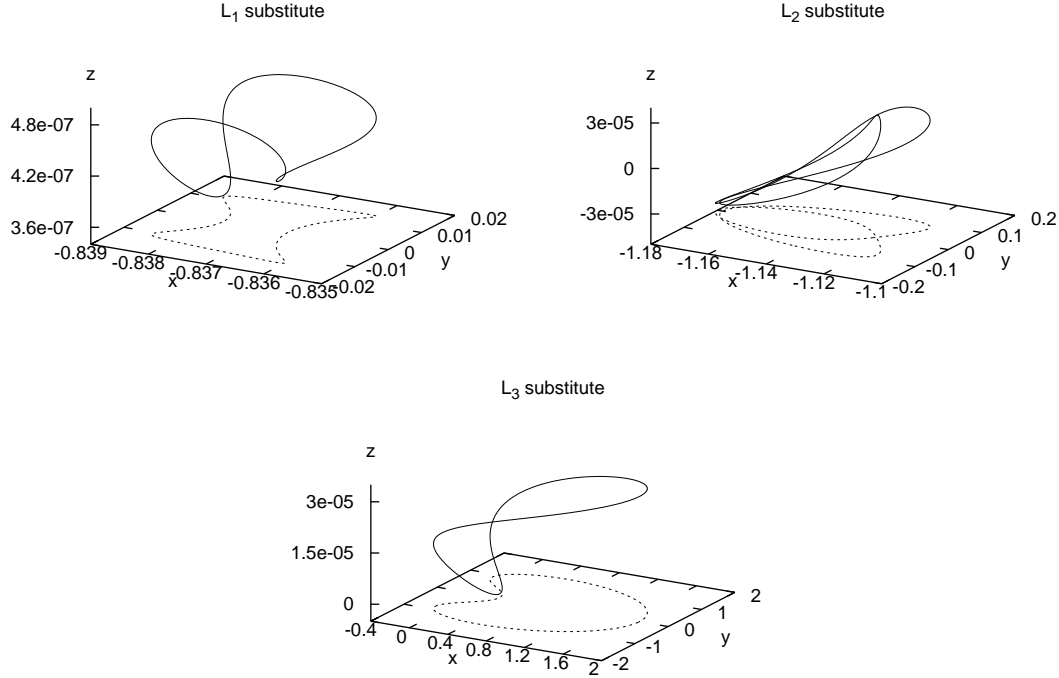 L1 substitute
z
4.8e-07
4.2e-07
3.6e-07
-0.839
-0.838
-0.837
-0.836
-0.835
x
-0.02
-0.01
0
0.01
0.02
y
L2 substitute
z
3e-05
0
-3e-05
-1.18
-1.16
-1.14
-1.12
-1.1
x
-0.2
-0.1
0
0.1
0.2
y
L3 substitute
z
3e-05
1.5e-05
0
-0.4
0
0.4
0.8
1.2
1.6
2
x
-2
-1
0
1
2
y